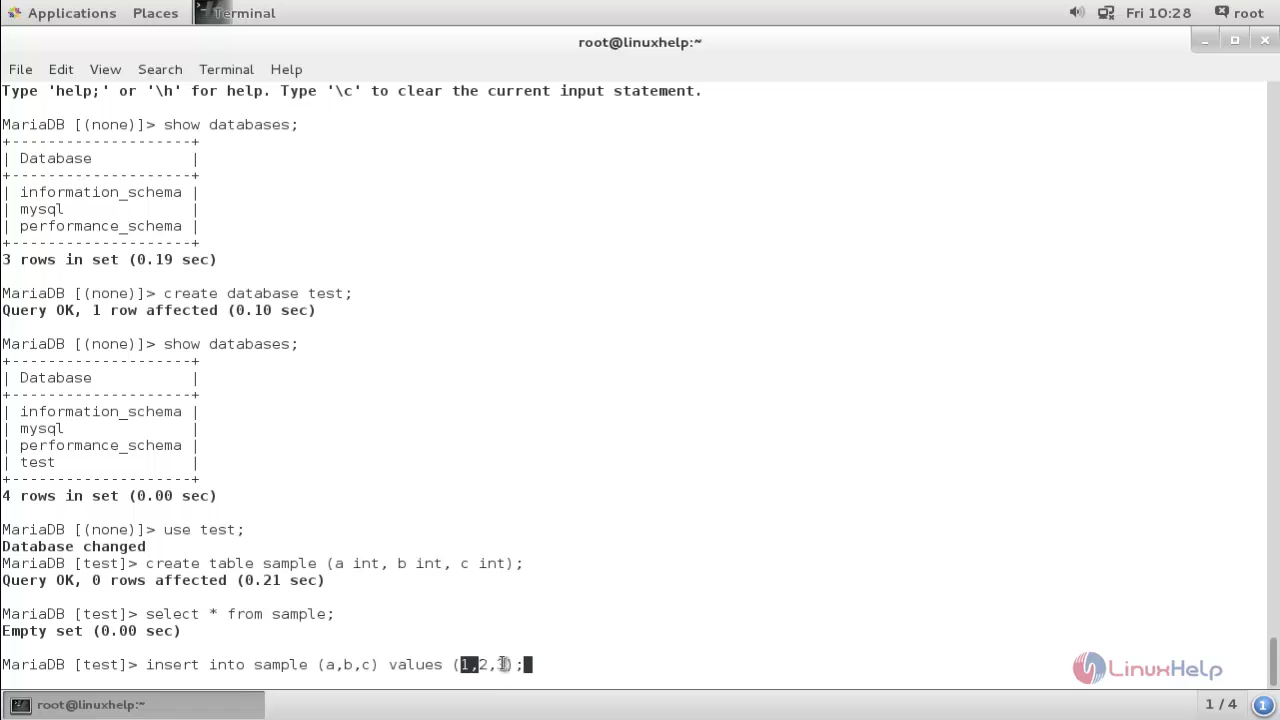 Applications Places Terminal Fri 10:28 root
root@linuxhelp:~
File Edit View Search Terminal Help
Type 'help;' or '\h' for help. Type '\c' to clear the current input statement.
MariaDB [(none)]> show databases;
+--------------------+
| Database           |
+--------------------+
| information_schema |
| mysql              |
| performance_schema |
+--------------------+
3 rows in set (0.19 sec)
MariaDB [(none)]> create database test;
Query OK, 1 row affected (0.10 sec)
MariaDB [(none)]> show databases;
+--------------------+
| Database           |
+--------------------+
| information_schema |
| mysql              |
| performance_schema |
| test               |
+--------------------+
4 rows in set (0.00 sec)
MariaDB [(none)]> use test;
Database changed
MariaDB [test]> create table sample (a int, b int, c int);
Query OK, 0 rows affected (0.21 sec)
MariaDB [test]> select * from sample;
Empty set (0.00 sec)
MariaDB [test]> insert into sample (a,b,c) values (1,2,3);
LinuxHelp
root@linuxhelp:~ 1 / 4 1